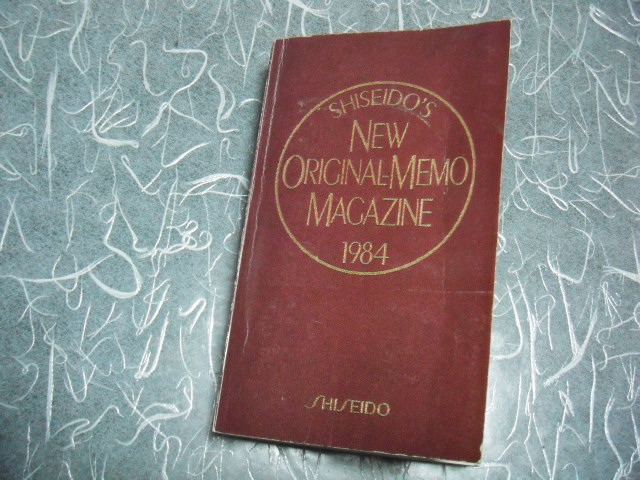 SHISEIDO'S
NEW
ORIGINAL-MEMO
MAGAZINE
1984
SHISEIDO